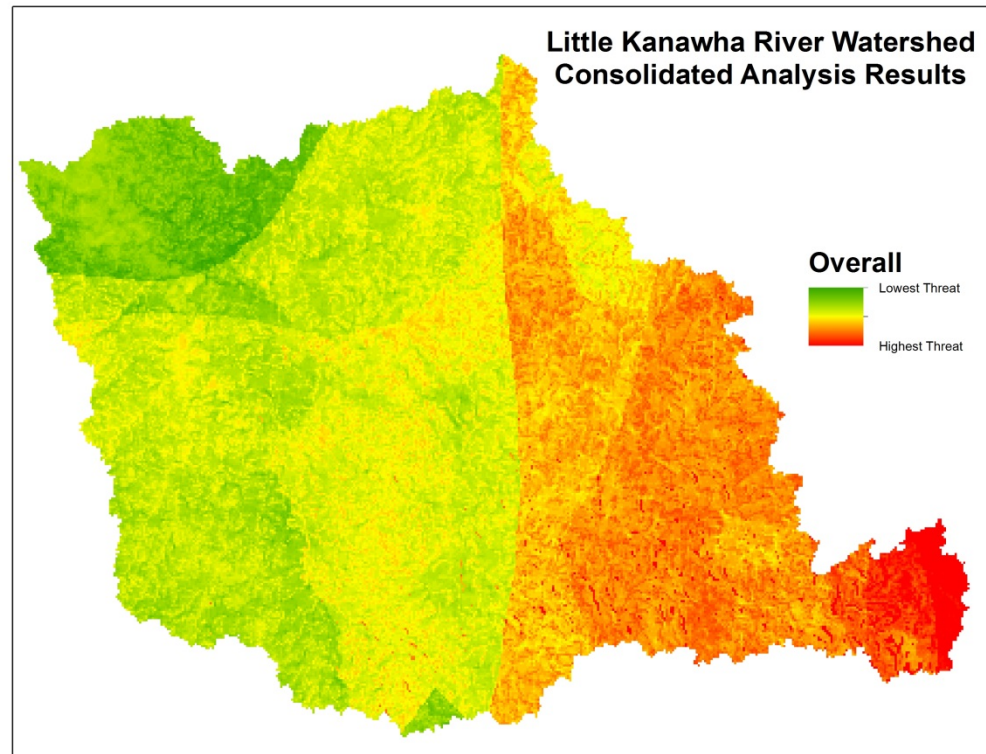 Little Kanawha River Watershed
Consolidated Analysis Results
Overall
Lowest Threat
Highest Threat